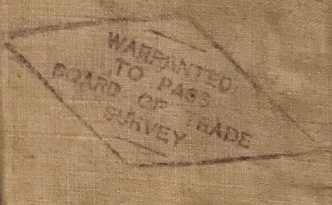 WARRANTED
TO PASS
BOARD OF TRADE
SURVEY